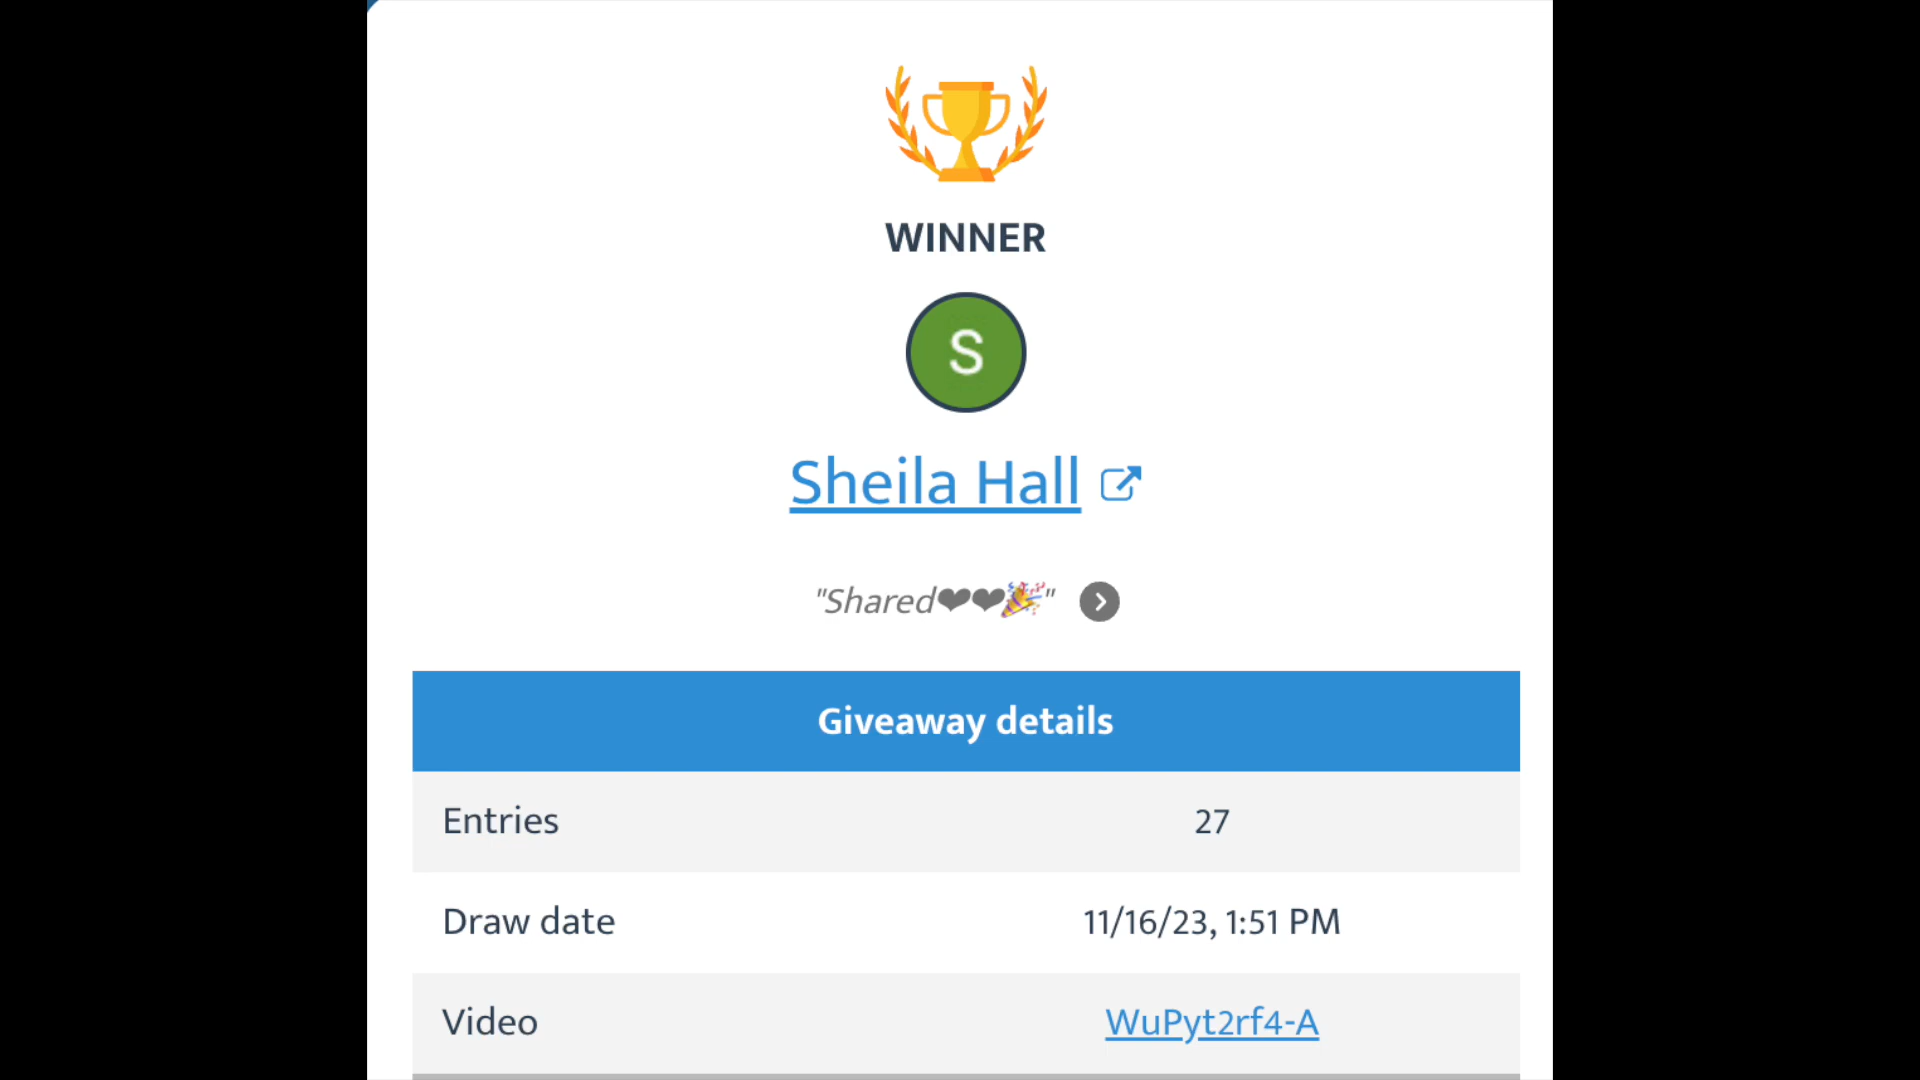 WINNER
S
Sheila Hall
"Shared❤❤🎉"
Giveaway details
Entries 27
Draw date 11/16/23, 1:51 PM
Video WuPyt2rf4-A